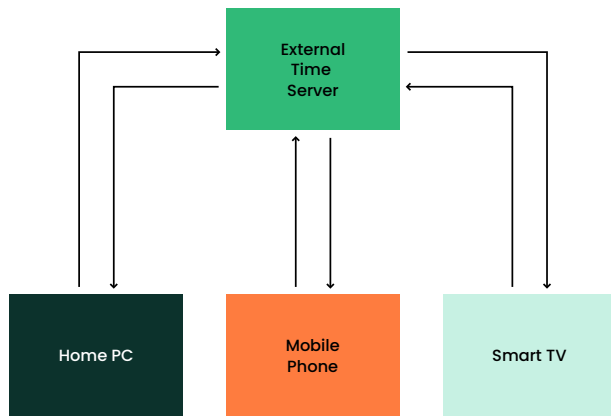 External
Time
Server
Home PC
Mobile
Phone
Smart TV